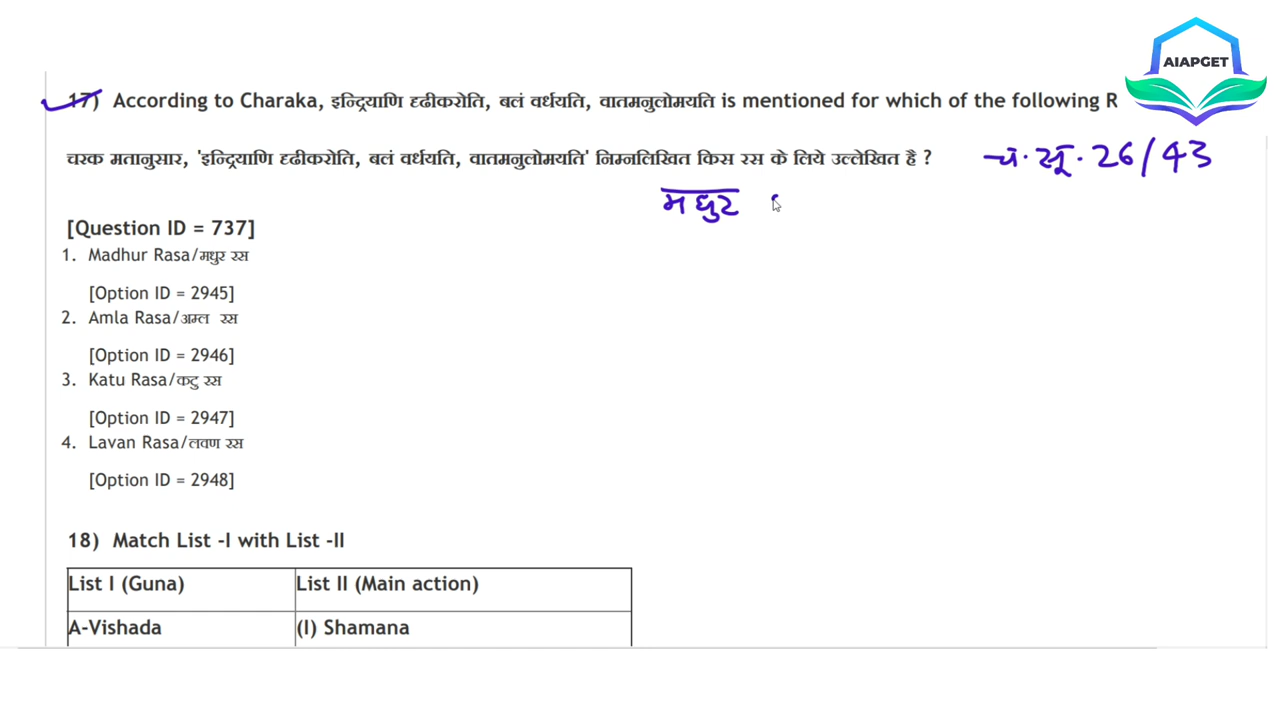 AIAPGET
17) According to Charaka, इन्द्रियाणि दृढीकरोति, बलं वर्धयति, वातमनुलोमयति is mentioned for which of the following R
चरक मतानुसार, 'इन्द्रियाणि दृढीकरोति, बलं वर्धयति, वातमनुलोमयति' निम्नलिखित किस रस के लिये उल्लेखित है ?
च. सू. 26/43
मधुर
[Question ID = 737]
1. Madhur Rasa/मधुर रस
[Option ID = 2945]
2. Amla Rasa/अम्ल रस
[Option ID = 2946]
3. Katu Rasa/कटु रस
[Option ID = 2947]
4. Lavan Rasa/लवण रस
[Option ID = 2948]
18) Match List -I with List -II
List I (Guna) List II (Main action)
A-Vishada (I) Shamana